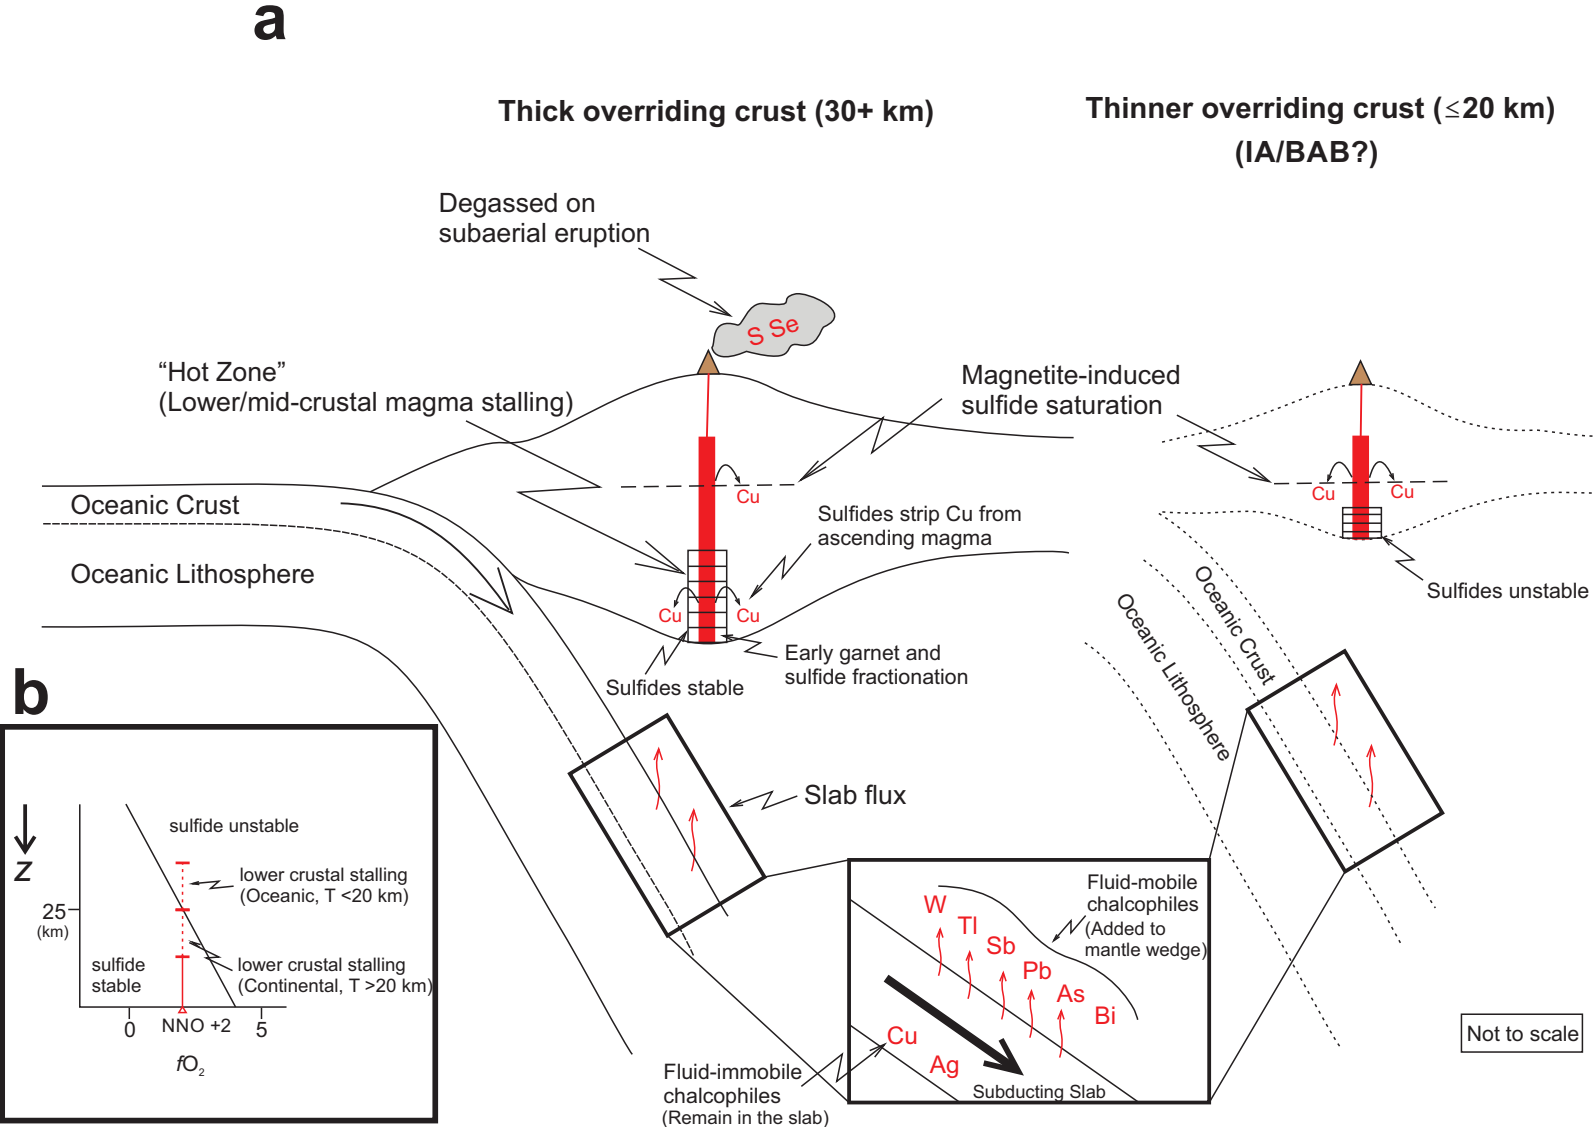 a
Thick overriding crust (30+ km)
Thinner overriding crust (≤20 km)
(IA/BAB?)
Degassed on
subaerial eruption
S Se
“Hot Zone”
(Lower/mid-crustal magma stalling)
Magnetite-induced
sulfide saturation
Cu
Cu
Cu
Oceanic Crust
Sulfides strip Cu from
ascending magma
Oceanic Lithosphere
Cu
Cu
Sulfides unstable
Early garnet and
sulfide fractionation
Sulfides stable
Oceanic Crust
Oceanic Lithosphere
Slab flux
b
Z
sulfide unstable
lower crustal stalling
(Oceanic, T <20 km)
25
(km)
lower crustal stalling
(Continental, T >20 km)
sulfide
stable
0
NNO +2
5
fO2
W
Tl
Sb
Pb
As
Bi
Fluid-mobile
chalcophiles
(Added to
mantle wedge)
Cu
Ag
Subducting Slab
Fluid-immobile
chalcophiles
(Remain in the slab)
Not to scale